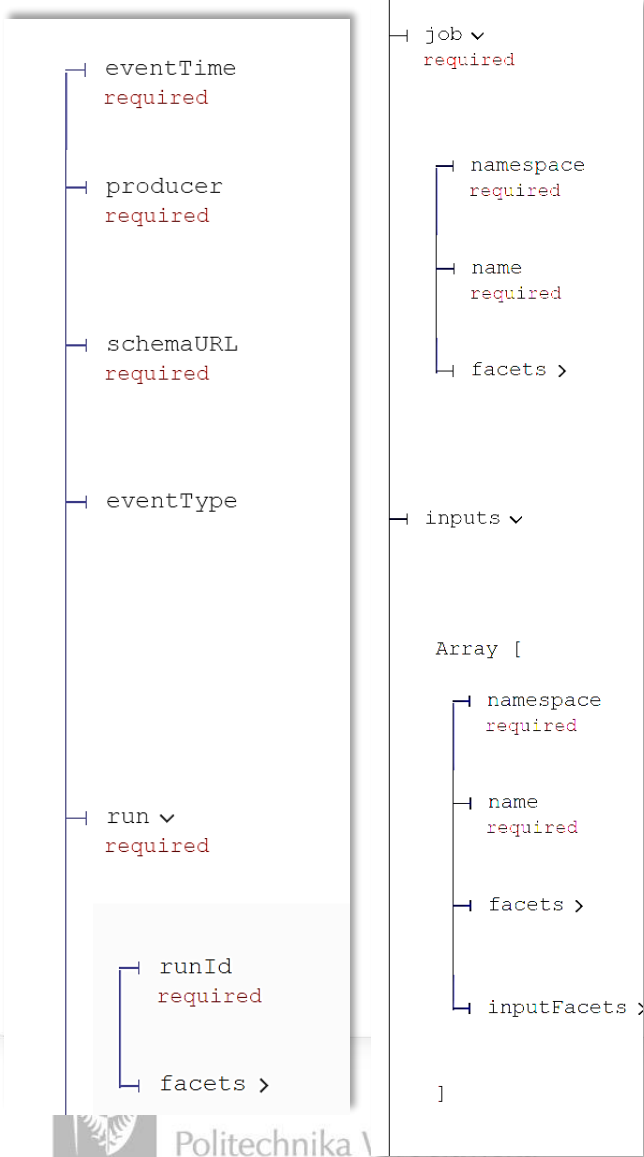 eventTime
required
producer
required
schemaURL
required
eventType
run
required
runId
required
facets
Politechnika
job
required
namespace
required
name
required
facets
inputs
Array [
namespace
required
name
required
facets
inputFacets
]